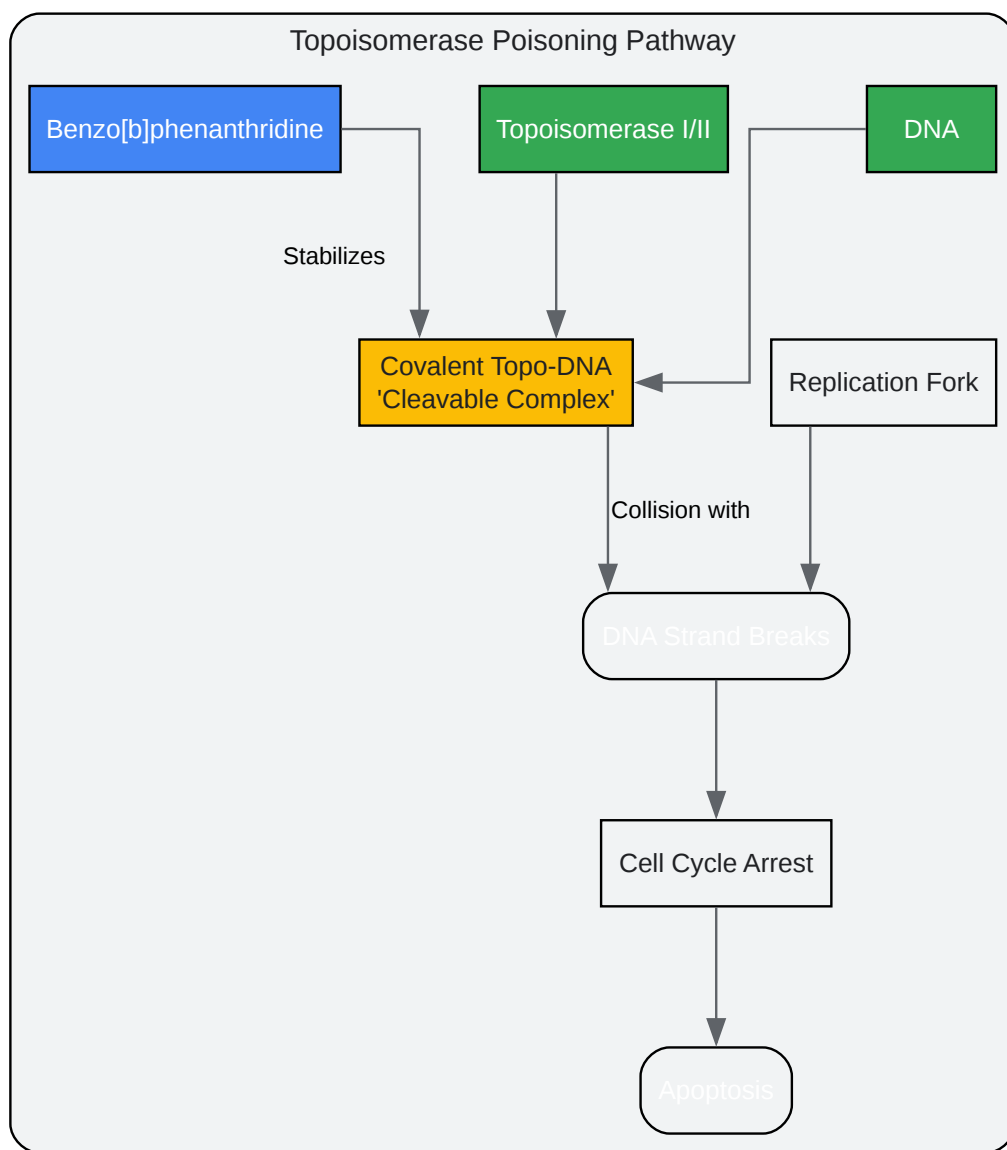 Topoisomerase Poisoning Pathway
Benzo[b]phenanthridine
Topoisomerase I/II
DNA
Stabilizes
Covalent Topo-DNA
'Cleavable Complex'
Replication Fork
Collision with
DNA Strand Breaks
Cell Cycle Arrest
Apoptosis